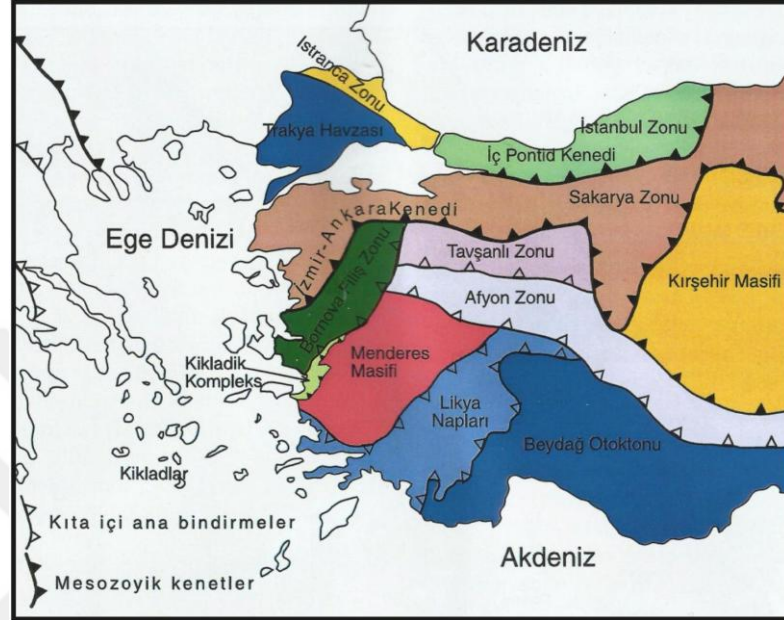 Karadeniz
Istranca Zonu
Trakya Havzası
İstanbul Zonu
İç Pontid Kenedi
Sakarya Zonu
İzmir-Ankara Kenedi
Ege Denizi
Tavşanlı Zonu
Bornova Filiş Zonu
Afyon Zonu
Kırşehir Masifi
Kikladik
Kompleks
Menderes
Masifi
Likya
Napları
Beydağ Otoktonu
Kikladlar
Kıta içi ana bindirmeler
Akdeniz
Mesozoyik kenetler